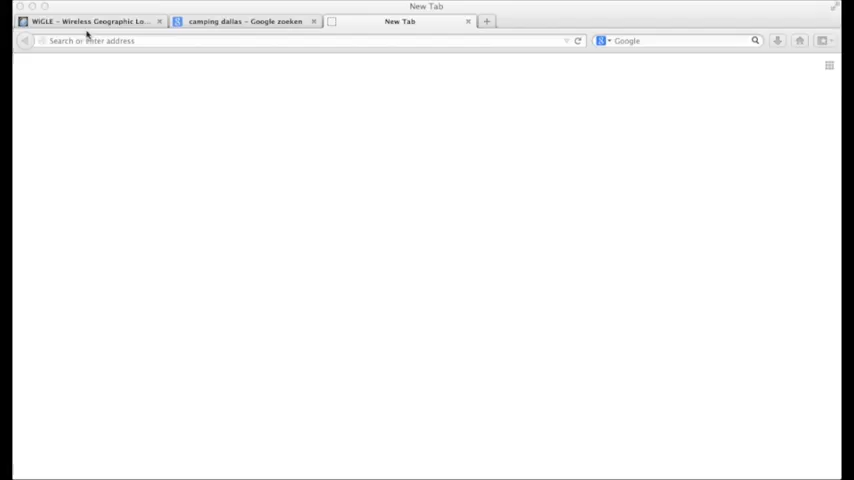 New Tab
WiGLE – Wireless Geographic Lo... camping dallas – Google zoeken New Tab
Search or enter address Google